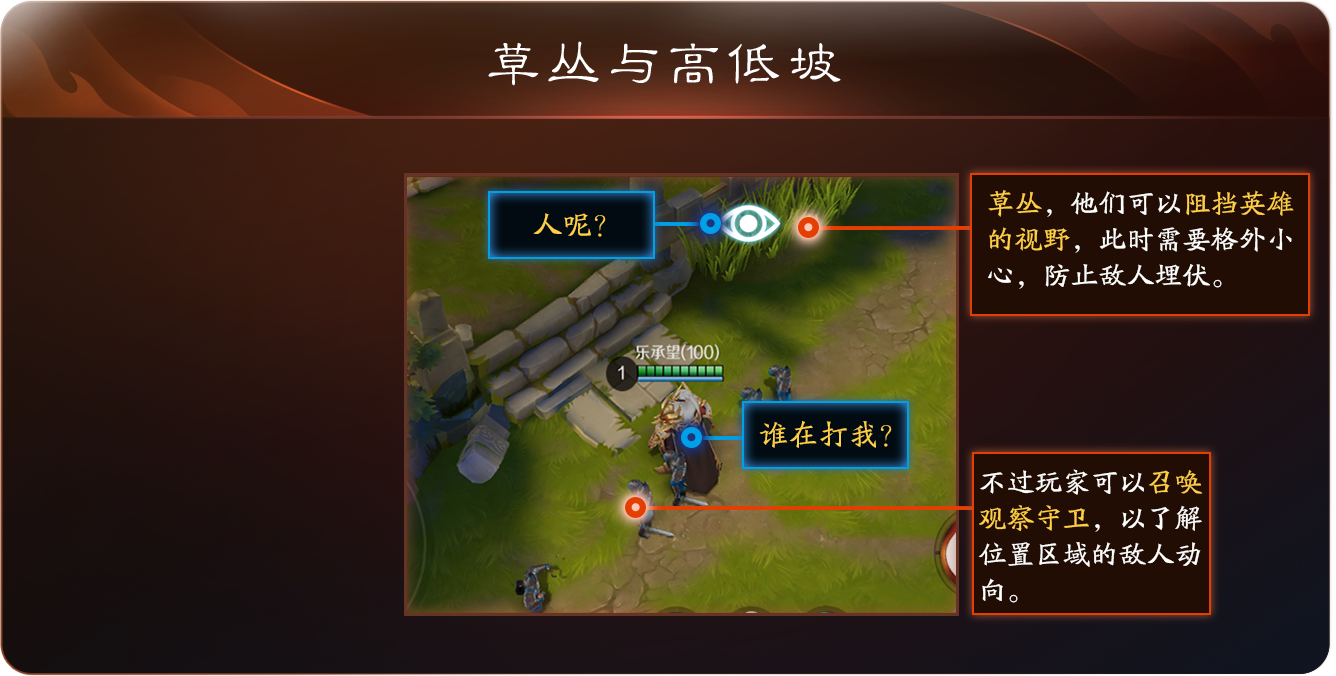 草丛与高低坡
人呢？
草丛，他们可以阻挡英雄
的视野，此时需要格外小
心，防止敌人埋伏。
乐承望(100)
1
谁在打我？
不过玩家可以召唤
观察守卫，以了解
位置区域的敌人动
向。